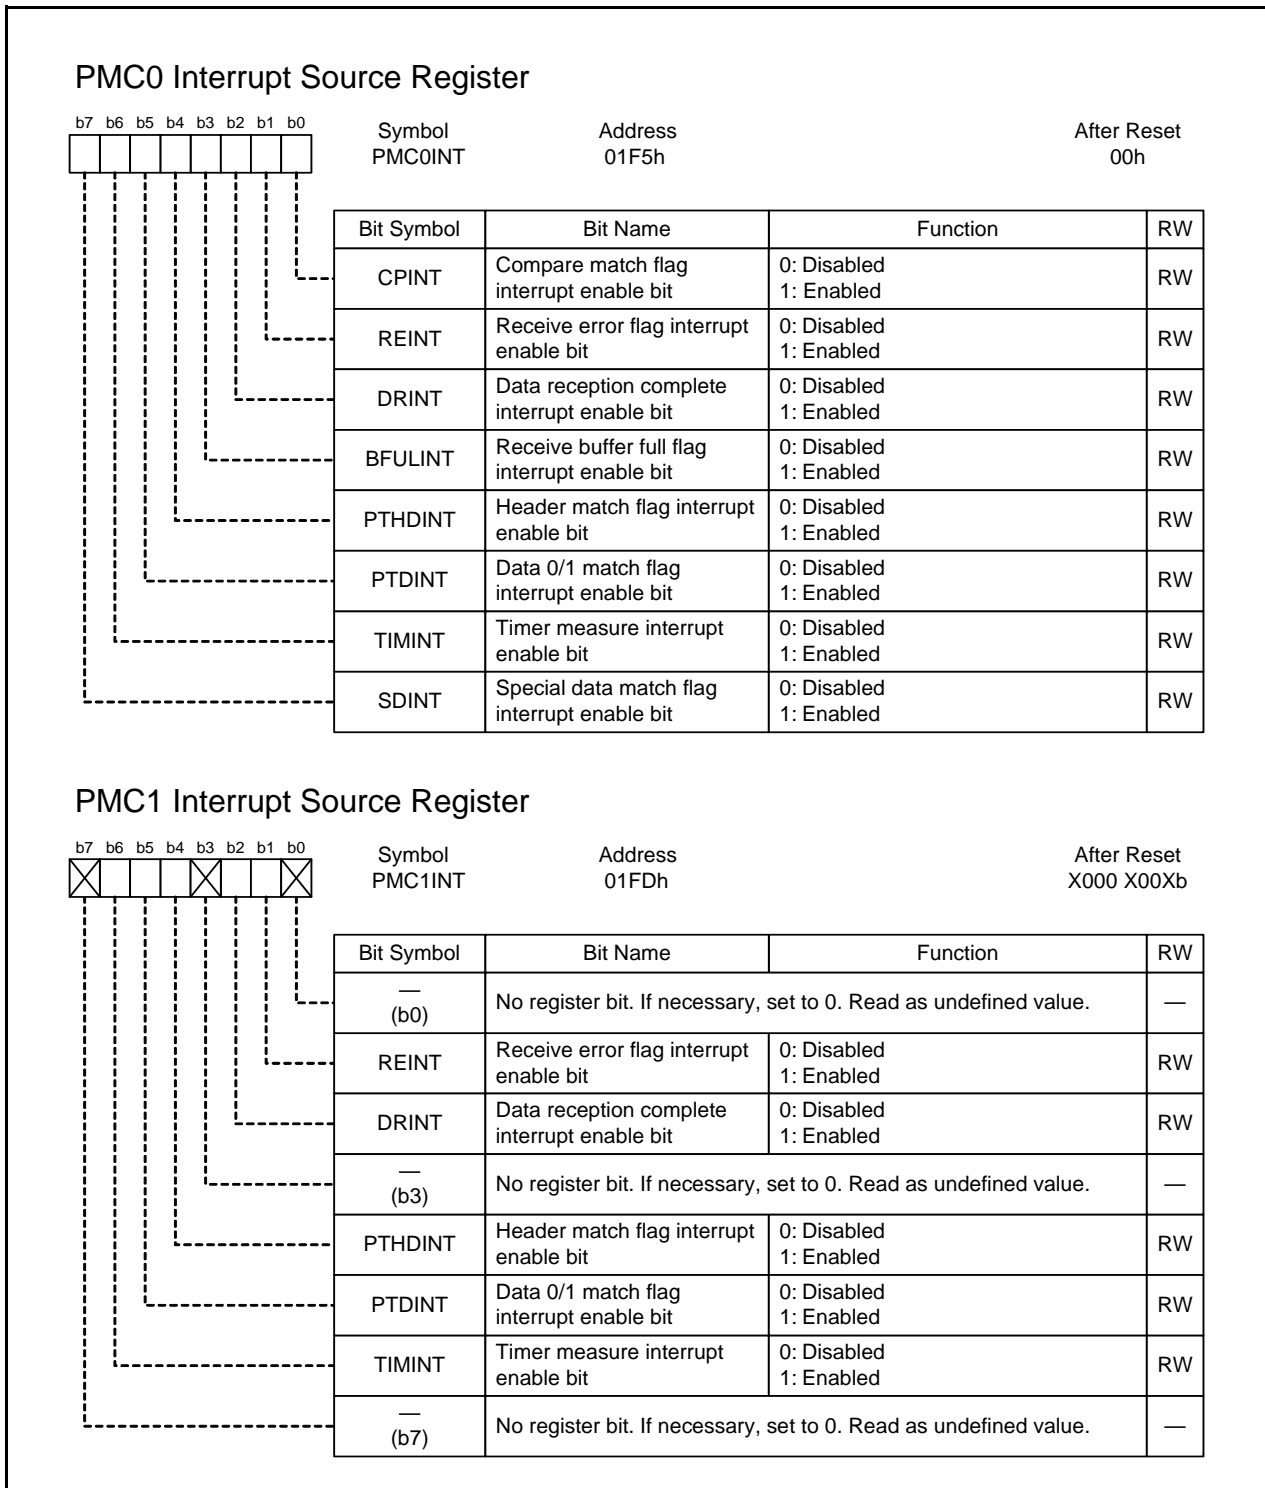 PMC0 Interrupt Source Register
b7 b6 b5 b4 b3 b2 b1 b0
Symbol Address After Reset
PMC0INT 01F5h 00h
Bit Symbol Bit Name Function RW
CPINT
Compare match flag
interrupt enable bit
0: Disabled
1: Enabled
RW
REINT
Receive error flag interrupt
enable bit
0: Disabled
1: Enabled
RW
DRINT
Data reception complete
interrupt enable bit
0: Disabled
1: Enabled
RW
BFULINT
Receive buffer full flag
interrupt enable bit
0: Disabled
1: Enabled
RW
PTHDINT
Header match flag interrupt
enable bit
0: Disabled
1: Enabled
RW
PTDINT
Data 0/1 match flag
interrupt enable bit
0: Disabled
1: Enabled
RW
TIMINT
Timer measure interrupt
enable bit
0: Disabled
1: Enabled
RW
SDINT
Special data match flag
interrupt enable bit
0: Disabled
1: Enabled
RW
PMC1 Interrupt Source Register
b7 b6 b5 b4 b3 b2 b1 b0
Symbol Address After Reset
PMC1INT 01FDh X000 X00Xb
Bit Symbol Bit Name Function RW
—
(b0)
No register bit. If necessary, set to 0. Read as undefined value.
—
REINT
Receive error flag interrupt
enable bit
0: Disabled
1: Enabled
RW
DRINT
Data reception complete
interrupt enable bit
0: Disabled
1: Enabled
RW
—
(b3)
No register bit. If necessary, set to 0. Read as undefined value.
—
PTHDINT
Header match flag interrupt
enable bit
0: Disabled
1: Enabled
RW
PTDINT
Data 0/1 match flag
interrupt enable bit
0: Disabled
1: Enabled
RW
TIMINT
Timer measure interrupt
enable bit
0: Disabled
1: Enabled
RW
—
(b7)
No register bit. If necessary, set to 0. Read as undefined value.
—